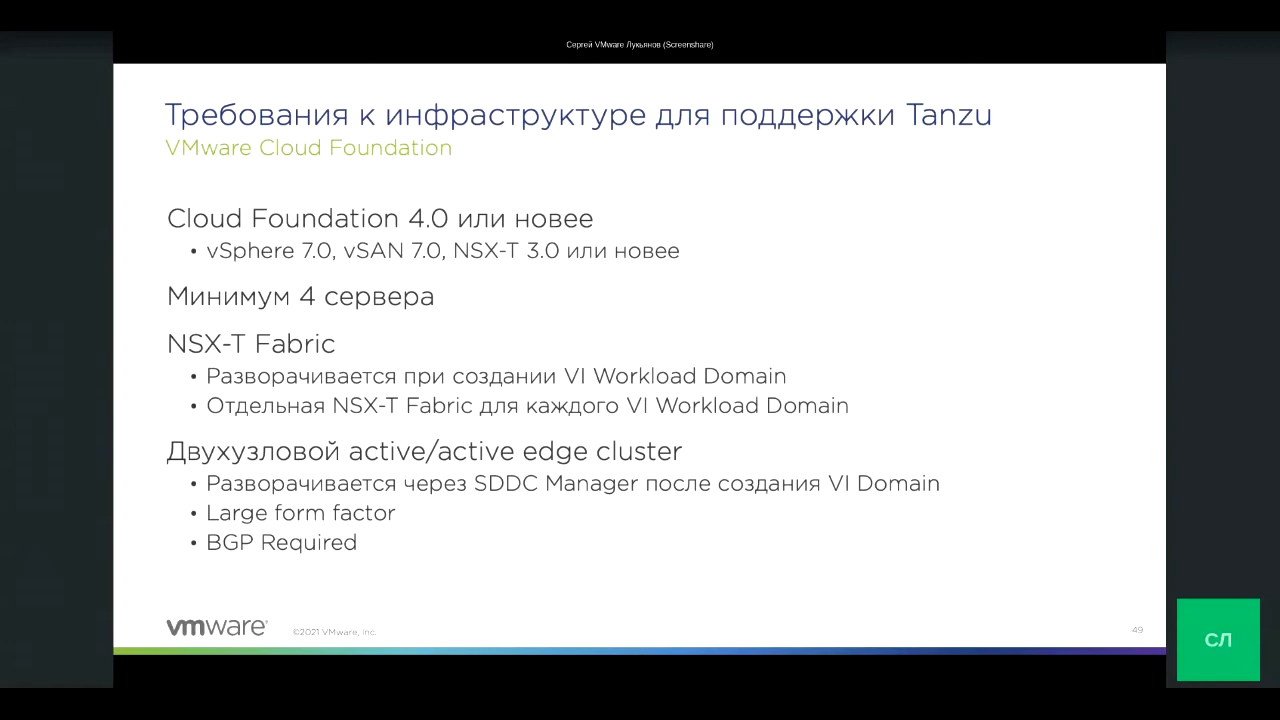 Сергей VMware Лукьянов (Screenshare)
Требования к инфраструктуре для поддержки Tanzu
VMware Cloud Foundation
Cloud Foundation 4.0 или новее
• vSphere 7.0, vSAN 7.0, NSX-T 3.0 или новее
Минимум 4 сервера
NSX-T Fabric
• Разворачивается при создании VI Workload Domain
• Отдельная NSX-T Fabric для каждого VI Workload Domain
Двухузловой active/active edge cluster
• Разворачивается через SDDC Manager после создания VI Domain
• Large form factor
• BGP Required
vmware®
©2021 VMware, Inc.
49
СЛ